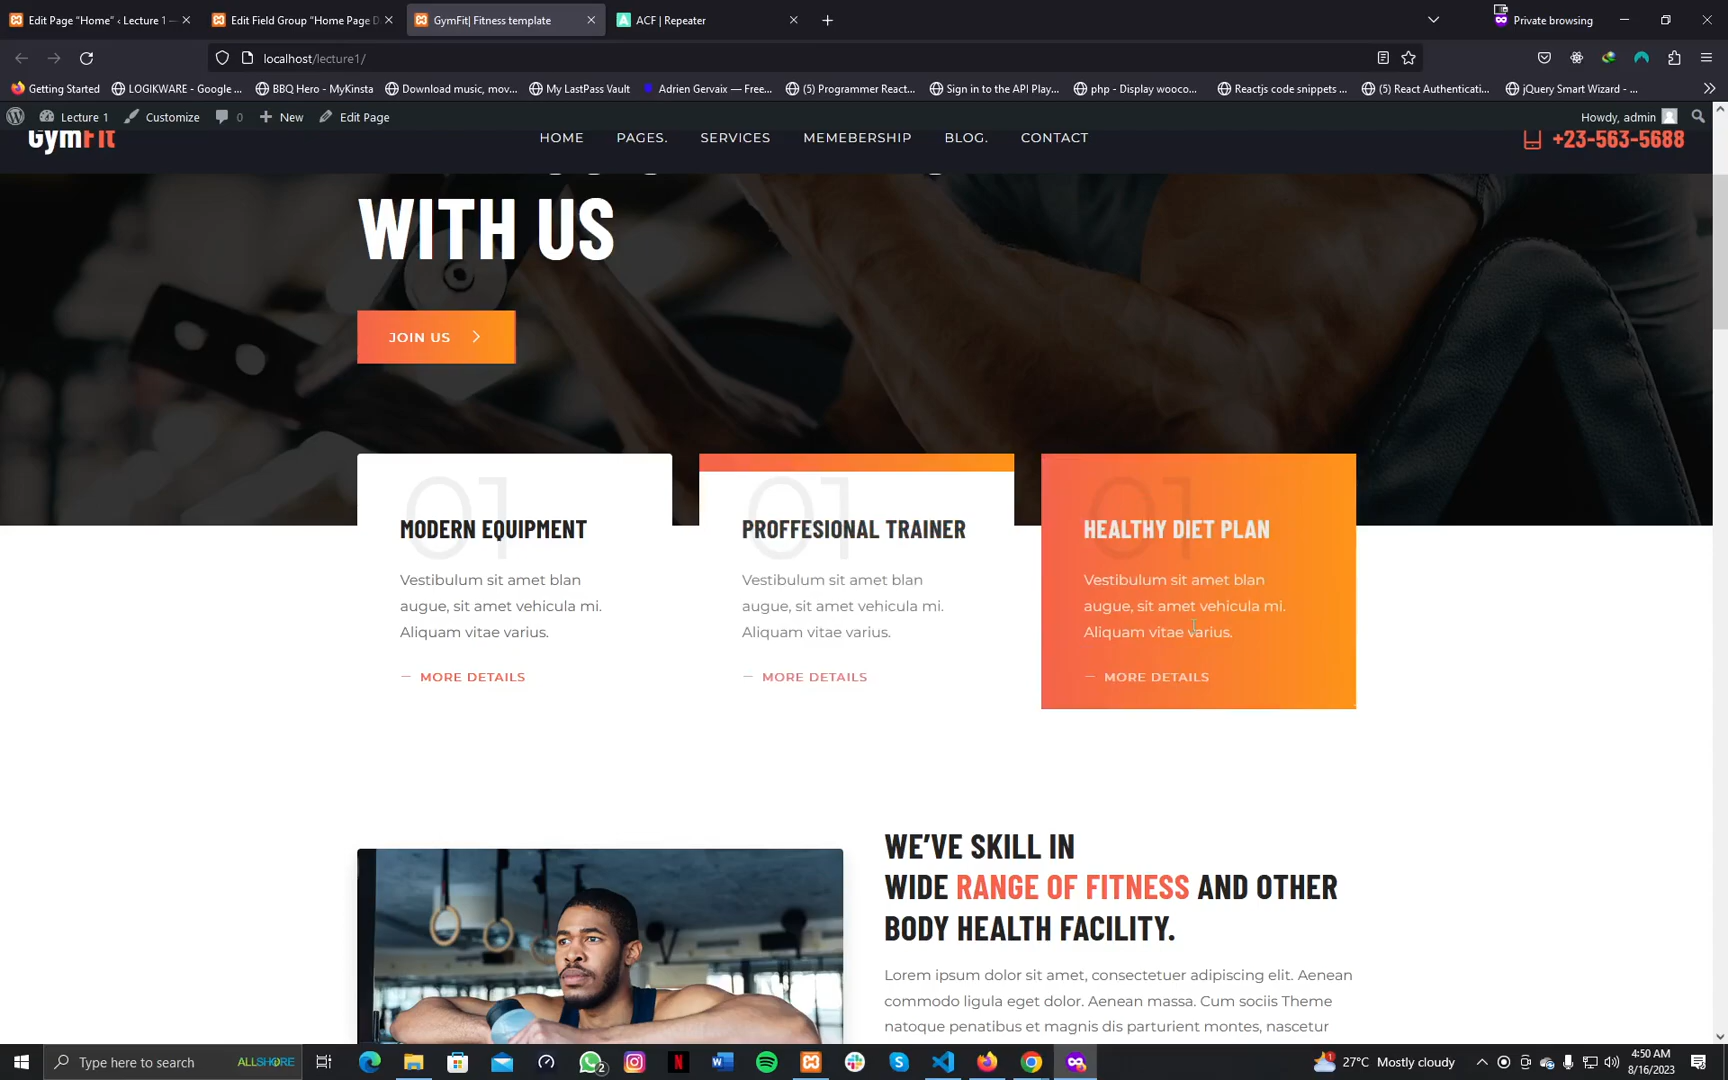 Edit Page “Home” ‹ Lecture 1 —
Edit Field Group “Home Page D
GymFit| Fitness template
ACF | Repeater
Private browsing
localhost/lecture1/
Getting Started
LOGIKWARE - Google ...
BBQ Hero - MyKinsta
Download music, mov...
My LastPass Vault
Adrien Gervaix — Free...
(5) Programmer React...
Sign in to the API Play...
php - Display wooco...
Reactjs code snippets ...
(5) React Authenticati...
jQuery Smart Wizard - ...
Lecture 1
Customize
0
New
Edit Page
Howdy, admin
GymFit
HOME
PAGES.
SERVICES
MEMEBERSHIP
BLOG.
CONTACT
+23-563-5688
WITH US
JOIN US
01
MODERN EQUIPMENT
Vestibulum sit amet blan
augue, sit amet vehicula mi.
Aliquam vitae varius.
MORE DETAILS
01
PROFFESIONAL TRAINER
Vestibulum sit amet blan
augue, sit amet vehicula mi.
Aliquam vitae varius.
MORE DETAILS
01
HEALTHY DIET PLAN
Vestibulum sit amet blan
augue, sit amet vehicula mi.
Aliquam vitae varius.
MORE DETAILS
WE’VE SKILL IN
WIDE RANGE OF FITNESS AND OTHER
BODY HEALTH FACILITY.
Lorem ipsum dolor sit amet, consectetuer adipiscing elit. Aenean
commodo ligula eget dolor. Aenean massa. Cum sociis Theme
natoque penatibus et magnis dis parturient montes, nascetur
Type here to search
ALLSHORE
2
27°C Mostly cloudy
4:50 AM
8/16/2023